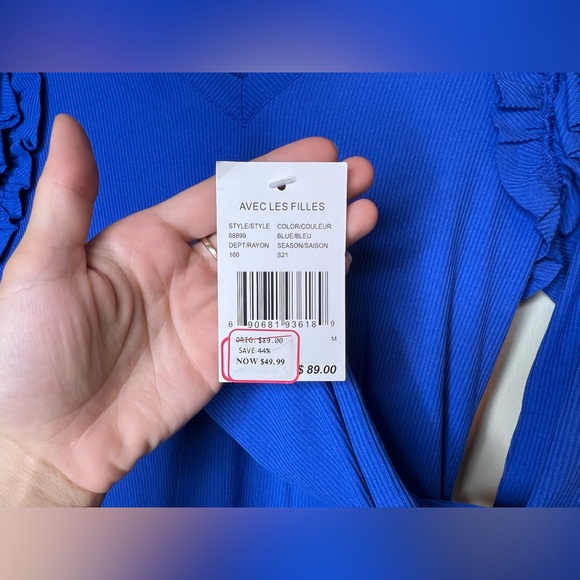 AVEC LES FILLES
STYLE/STYLE COLOR/COULEUR
68899 BLUE/BLEU
DEPT/RAYON SEASON/SAISON
160 S21
6 90681 93618 9
ORIG. $89.00 M
SAVE 44%
NOW $49.99 $ 89.00